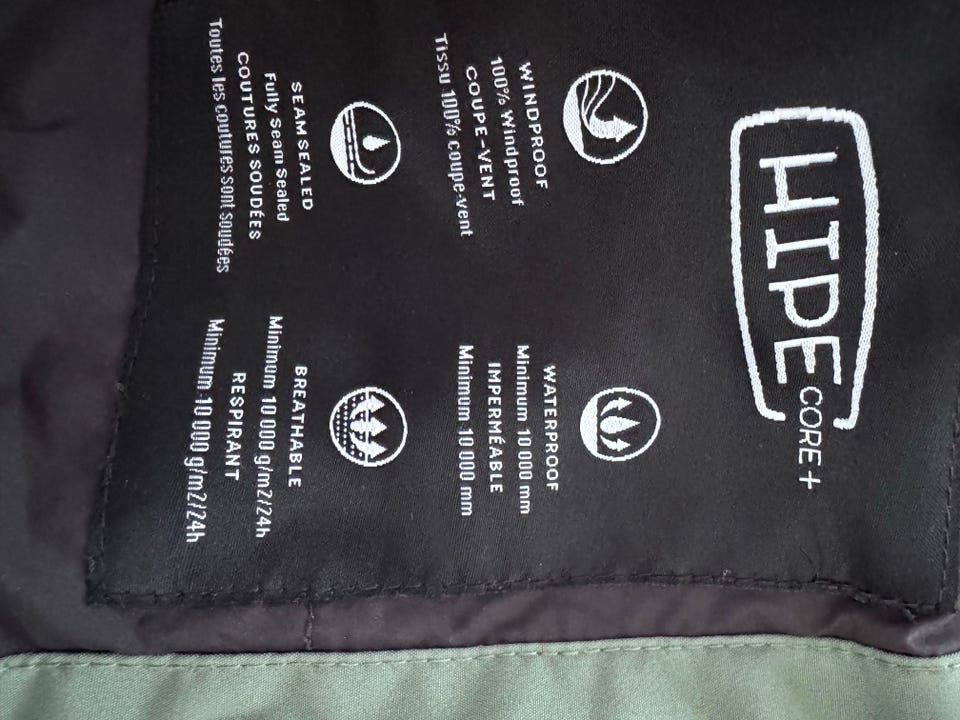 HIPE CORE+
WINDPROOF
100% Windproof
COUPE-VENT
Tissu 100% coupe-vent
WATERPROOF
Minimum 10 000 mm
IMPERMÉABLE
Minimum 10 000 mm
SEAM SEALED
Fully Seam Sealed
COUTURES SOUDÉES
Toutes les coutures sont soudées
BREATHABLE
Minimum 10 000 g/m2/24h
RESPIRANT
Minimum 10 000 g/m2/24h